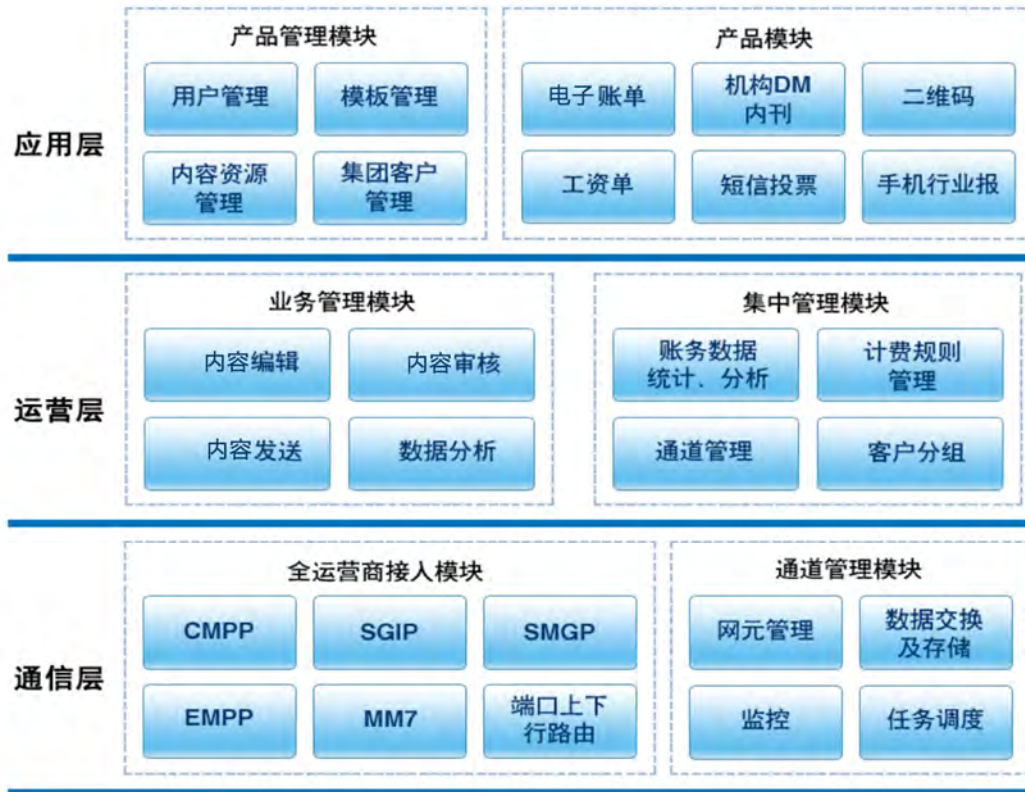 应用层
产品管理模块
用户管理
模板管理
内容资源
管理
集团客户
管理
产品模块
电子账单
机构DM
内刊
二维码
工资单
短信投票
手机行业报
运营层
业务管理模块
内容编辑
内容审核
内容发送
数据分析
集中管理模块
账务数据
统计、分析
计费规则
管理
通道管理
客户分组
通信层
全运营商接入模块
CMPP
SGIP
SMGP
EMPP
MM7
端口上下
行路由
通道管理模块
网元管理
数据交换
及存储
监控
任务调度